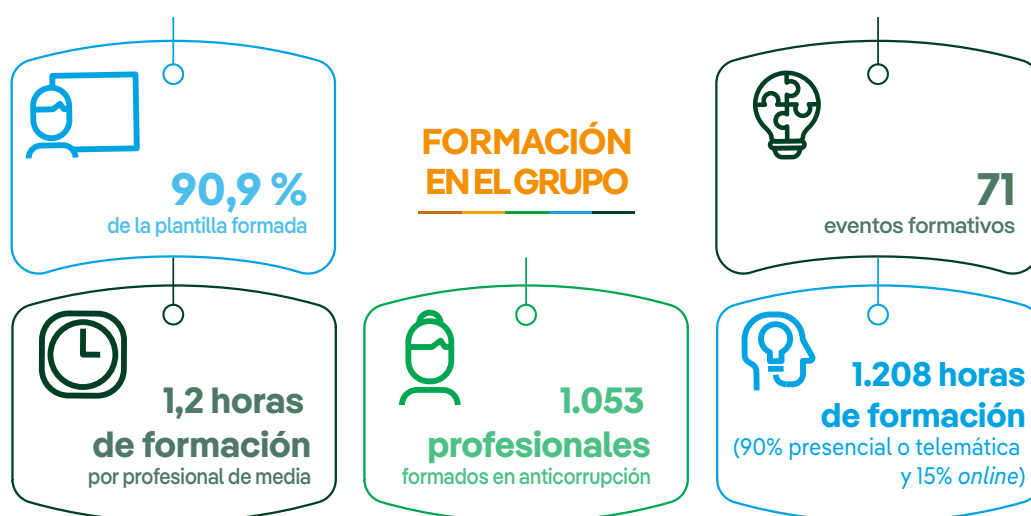 FORMACIÓN
EN EL GRUPO
90,9 %
de la plantilla formada
71
eventos formativos
1,2 horas
de formación
por profesional de media
1.053
profesionales
formados en anticorrupción
1.208 horas
de formación
(90% presencial o telemática
y 15% online)